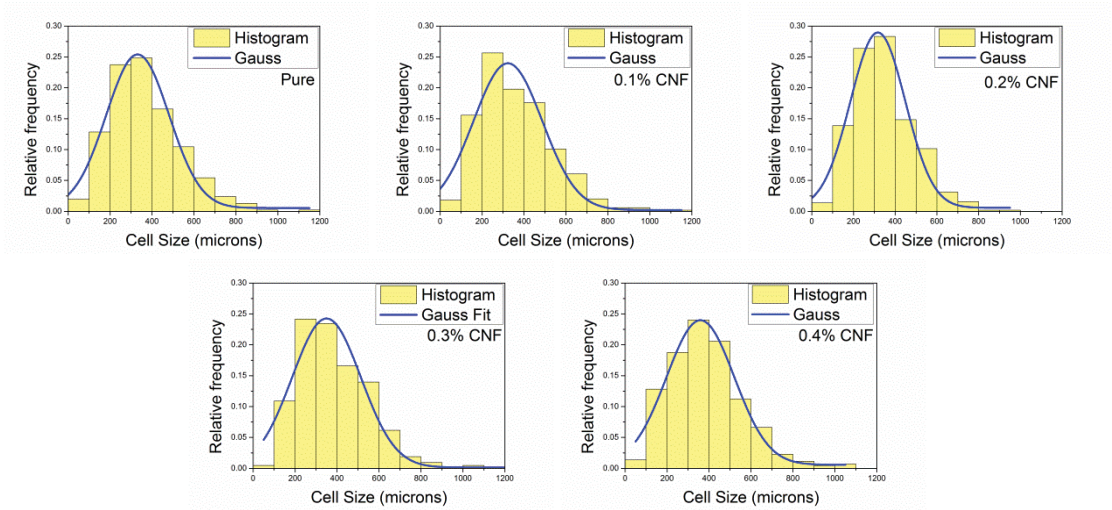 0.30
0.25
0.20
0.15
0.10
0.05
0.00
Relative frequency
Histogram
Gauss
Pure
0 200 400 600 800 1000 1200
Cell Size (microns)
0.30
0.25
0.20
0.15
0.10
0.05
0.00
Relative frequency
Histogram
Gauss
0.1% CNF
0 200 400 600 800 1000 1200
Cell Size (microns)
0.30
0.25
0.20
0.15
0.10
0.05
0.00
Relative frequency
Histogram
Gauss
0.2% CNF
0 200 400 600 800 1000 1200
Cell Size (microns)
0.30
0.25
0.20
0.15
0.10
0.05
0.00
Relative frequency
Histogram
Gauss Fit
0.3% CNF
0 200 400 600 800 1000 1200
Cell Size (microns)
0.30
0.25
0.20
0.15
0.10
0.05
0.00
Relative frequency
Histogram
Gauss
0.4% CNF
0 200 400 600 800 1000 1200
Cell Size (microns)